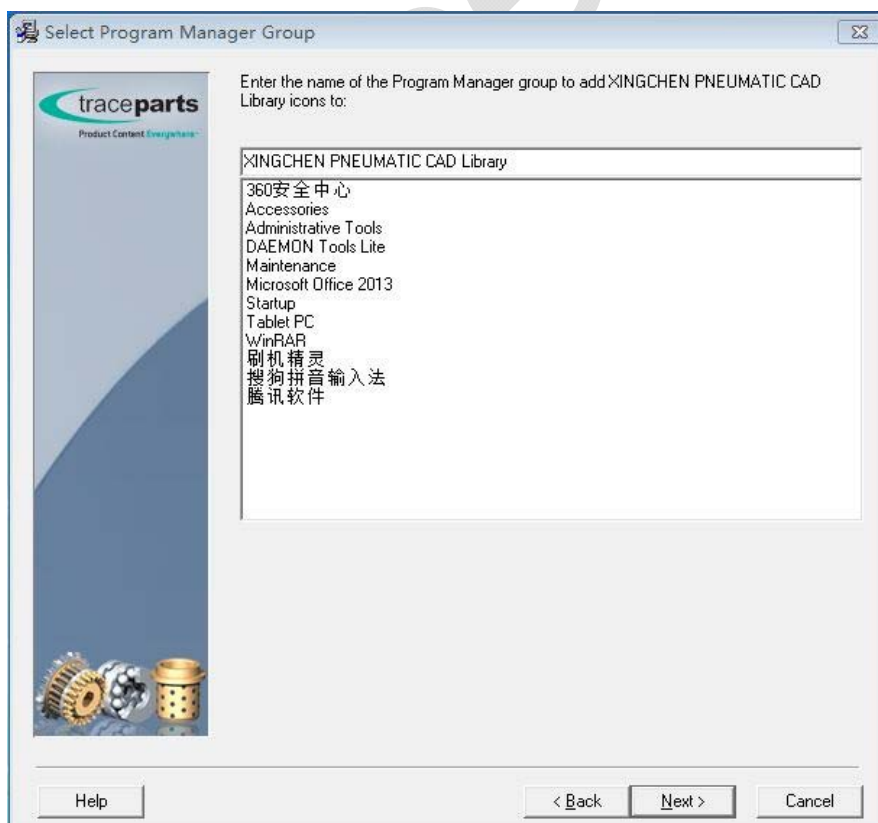 Select Program Manager Group
traceparts
Product Content Everywhere
Enter the name of the Program Manager group to add XINGCHEN PNEUMATIC CAD
Library icons to:
XINGCHEN PNEUMATIC CAD Library
360安全中心
Accessories
Administrative Tools
DAEMON Tools Lite
Maintenance
Microsoft Office 2013
Startup
Tablet PC
WinRAR
刷机精灵
搜狗拼音输入法
腾讯软件
Help
< Back
Next >
Cancel